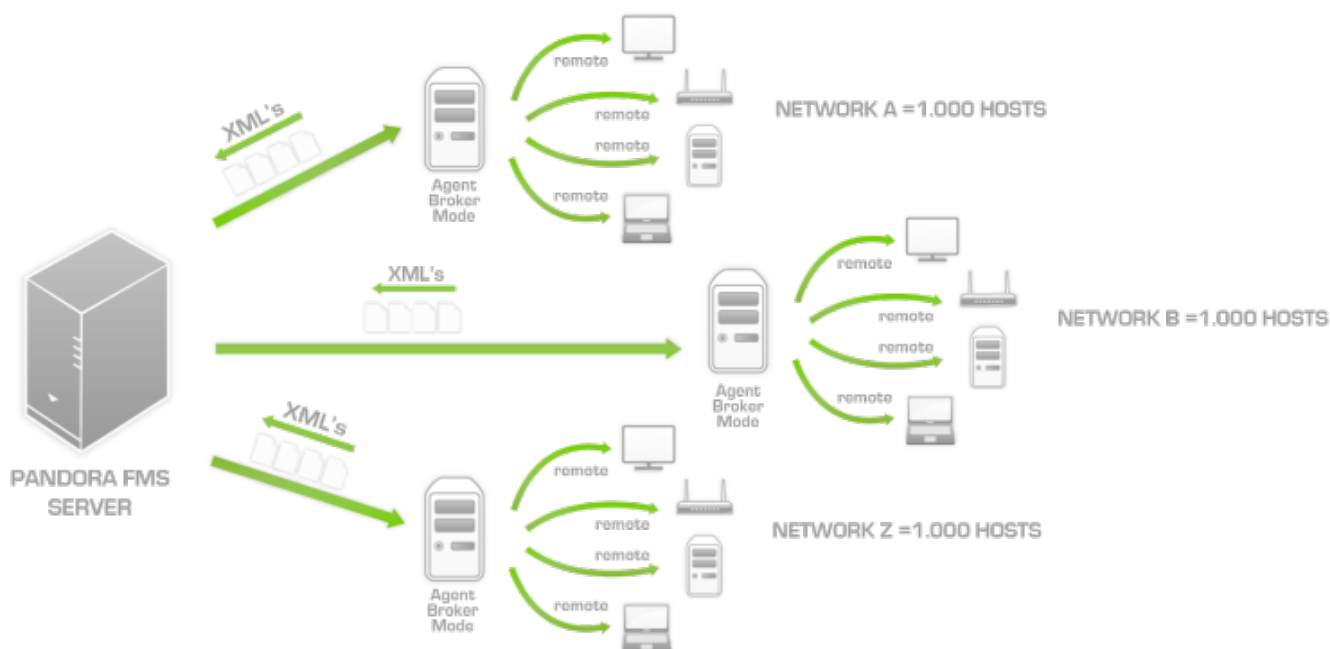 remote
remote
remote
remote
NETWORK A =1.000 HOSTS
XML's
Agent
Broker
Mode
remote
remote
remote
remote
NETWORK B =1.000 HOSTS
XML's
Agent
Broker
Mode
PANDORA FMS
SERVER
XML's
remote
remote
remote
remote
NETWORK Z =1.000 HOSTS
Agent
Broker
Mode